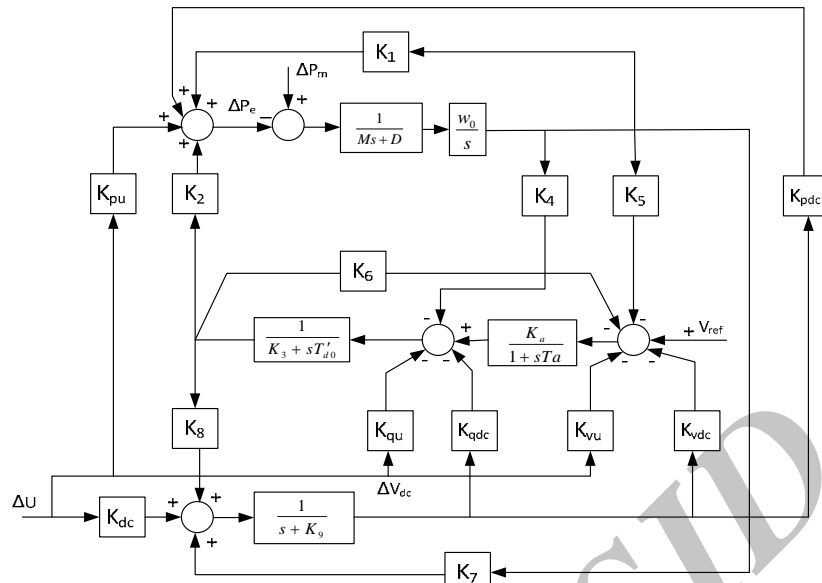 K1
ΔPm
+
+
+
ΔPe
−
+
+
+
1
Ms+D
w0
s
Kpu
K2
K4
K5
Kpdc
K6
-
-
-
1
K3 + sT′d0
+
Ka
1 + sTa
+ Vref
-
-
-
-
K8
Kqu
Kqdc
Kvu
Kvdc
ΔU
ΔVdc
Kdc
+
+
+
+
1
s + K9
K7
SID